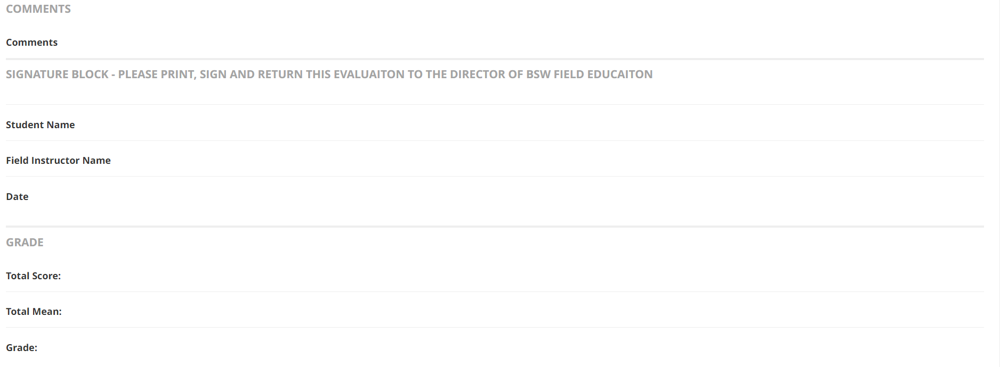 COMMENTS
Comments
SIGNATURE BLOCK - PLEASE PRINT, SIGN AND RETURN THIS EVALUAITON TO THE DIRECTOR OF BSW FIELD EDUCAITON
Student Name
Field Instructor Name
Date
GRADE
Total Score:
Total Mean:
Grade: